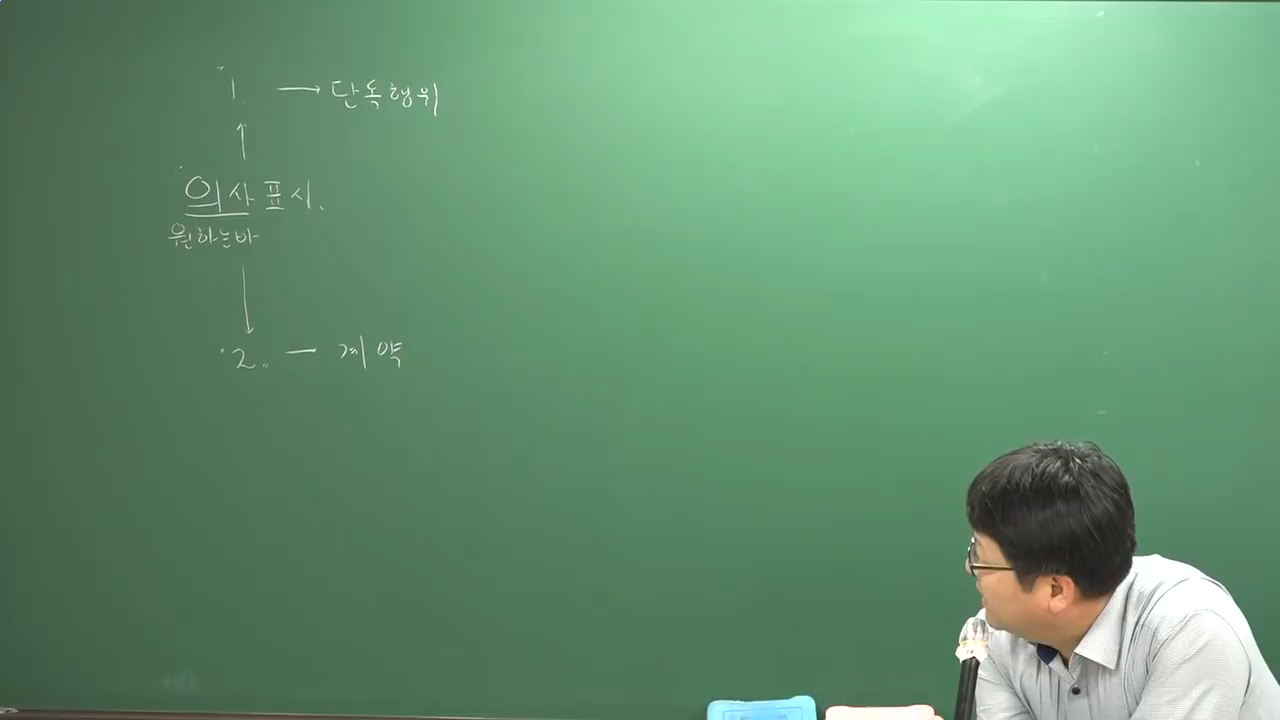 1. → 단독행위
↑
의사표시.
원하는바
↓
2. — 계약